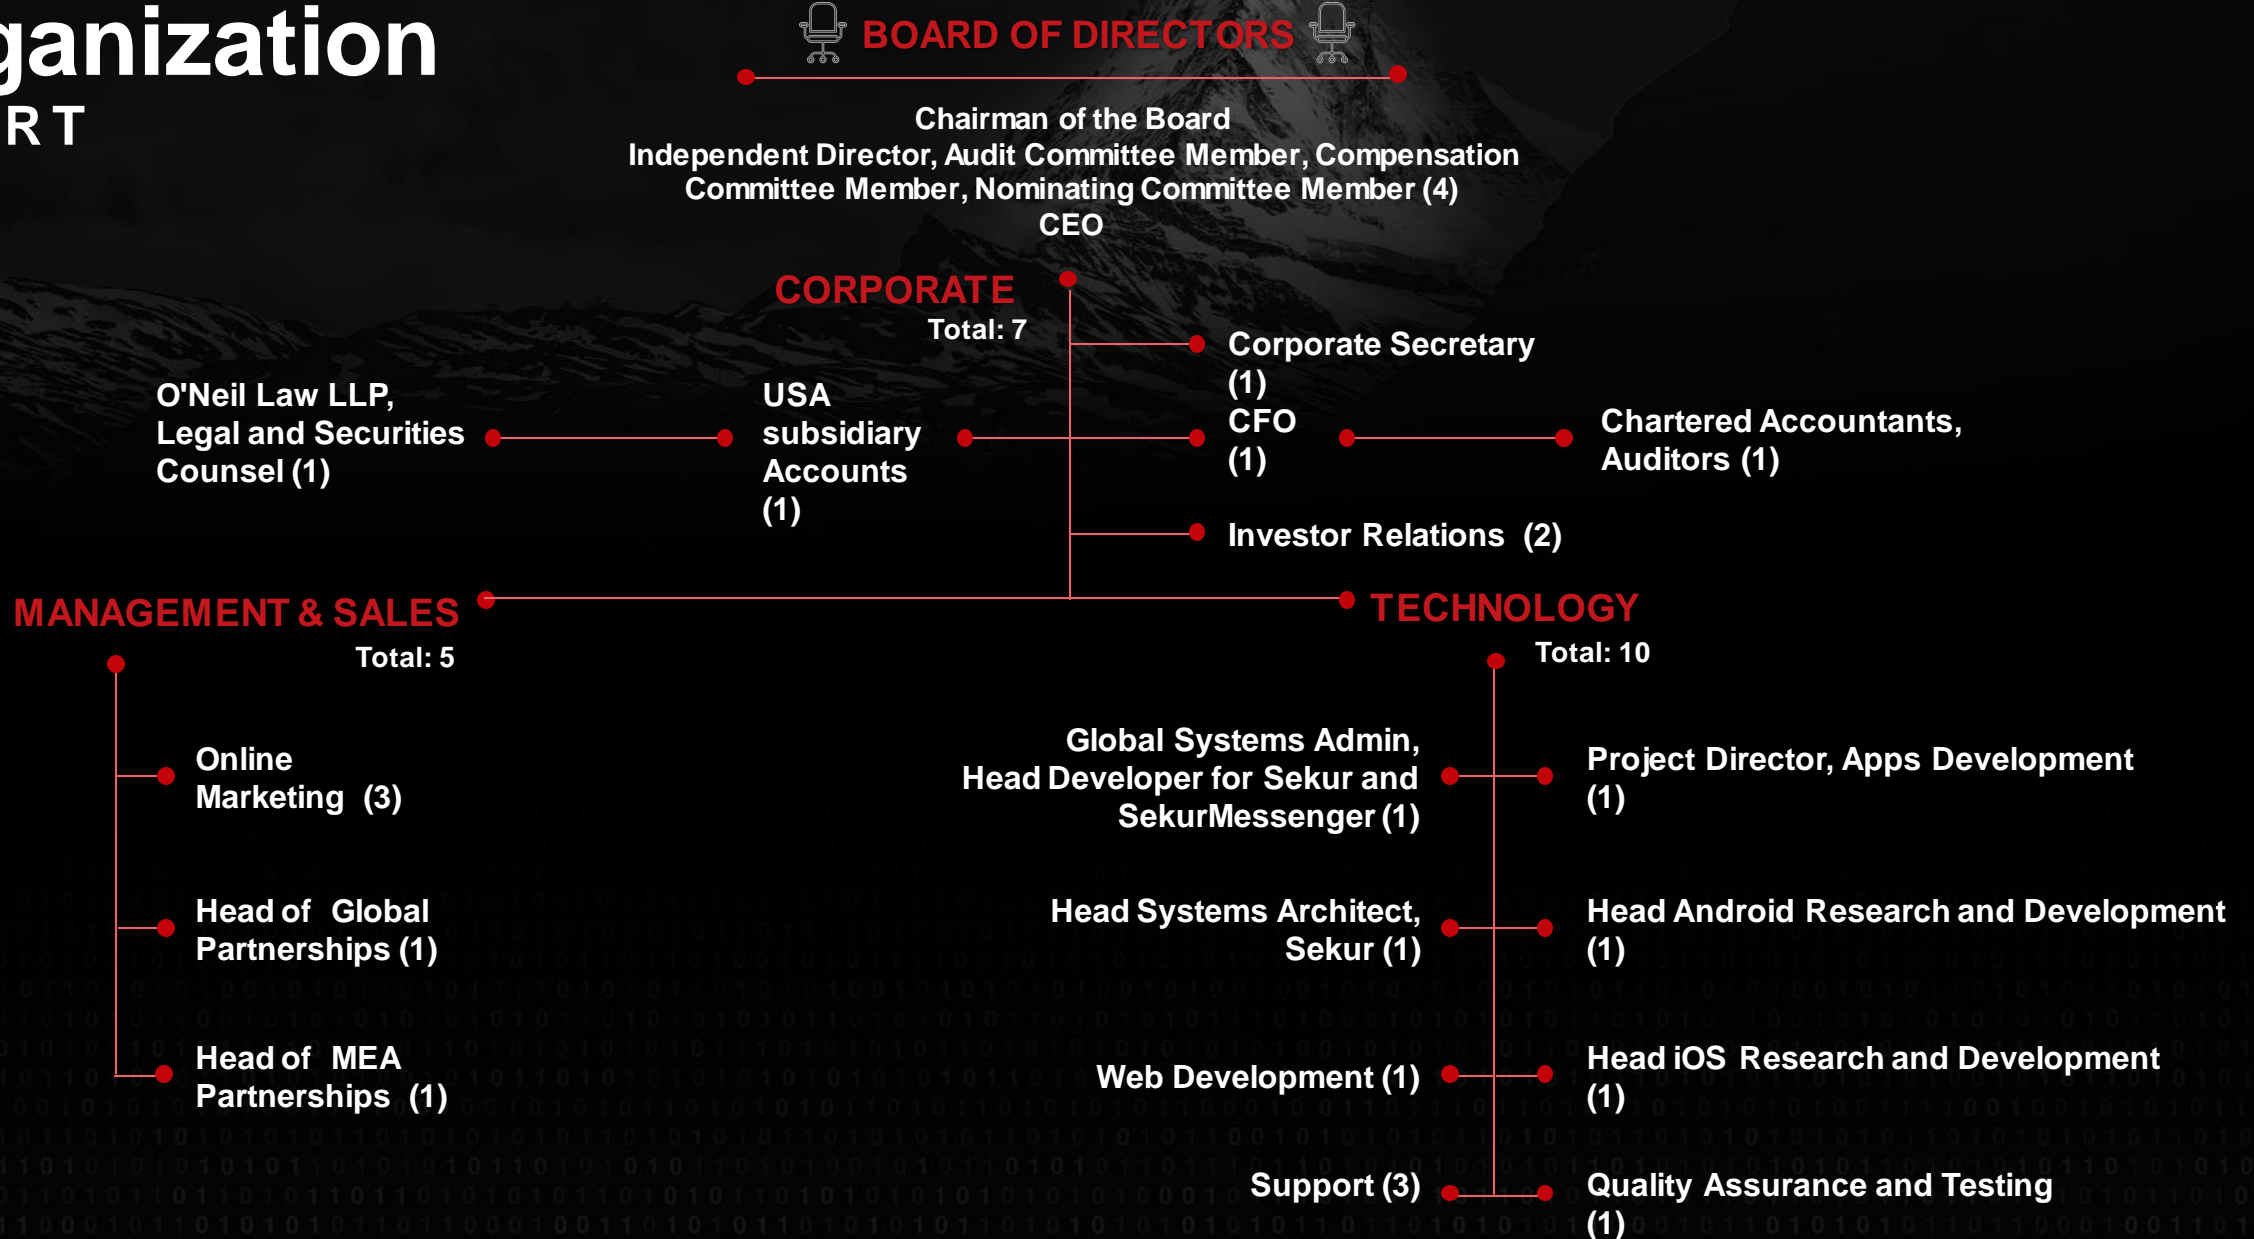 ganization
RT
BOARD OF DIRECTORS
Chairman of the Board
Independent Director, Audit Committee Member, Compensation
Committee Member, Nominating Committee Member (4)
CEO
CORPORATE
Total: 7
Corporate Secretary
(1)
O'Neil Law LLP,
Legal and Securities
Counsel (1)
USA
subsidiary
Accounts
(1)
CFO
(1)
Chartered Accountants,
Auditors (1)
Investor Relations (2)
MANAGEMENT & SALES
Total: 5
Online
Marketing (3)
Head of Global
Partnerships (1)
Head of MEA
Partnerships (1)
TECHNOLOGY
Total: 10
Global Systems Admin,
Head Developer for Sekur and
SekurMessenger (1)
Project Director, Apps Development
(1)
Head Systems Architect,
Sekur (1)
Head Android Research and Development
(1)
Web Development (1)
Head iOS Research and Development
(1)
Support (3)
Quality Assurance and Testing
(1)